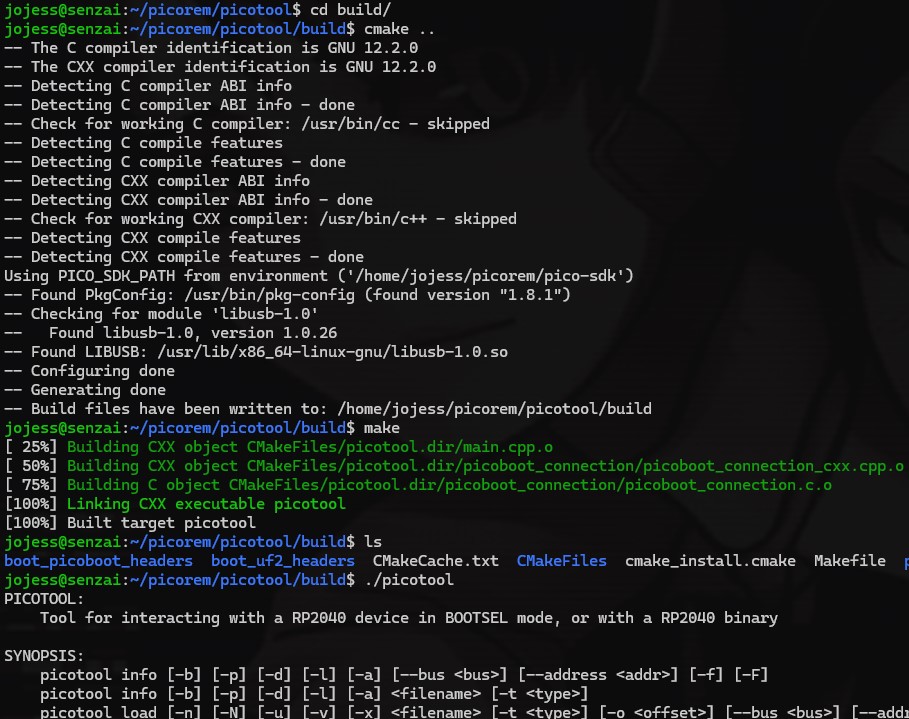 jojess@senzai:~/picorem/picotool$ cd build/
jojess@senzai:~/picorem/picotool/build$ cmake ..
-- The C compiler identification is GNU 12.2.0
-- The CXX compiler identification is GNU 12.2.0
-- Detecting C compiler ABI info
-- Detecting C compiler ABI info - done
-- Check for working C compiler: /usr/bin/cc - skipped
-- Detecting C compile features
-- Detecting C compile features - done
-- Detecting CXX compiler ABI info
-- Detecting CXX compiler ABI info - done
-- Check for working CXX compiler: /usr/bin/c++ - skipped
-- Detecting CXX compile features
-- Detecting CXX compile features - done
Using PICO_SDK_PATH from environment ('/home/jojess/picorem/pico-sdk')
-- Found PkgConfig: /usr/bin/pkg-config (found version "1.8.1")
-- Checking for module 'libusb-1.0'
--   Found libusb-1.0, version 1.0.26
-- Found LIBUSB: /usr/lib/x86_64-linux-gnu/libusb-1.0.so
-- Configuring done
-- Generating done
-- Build files have been written to: /home/jojess/picorem/picotool/build
jojess@senzai:~/picorem/picotool/build$ make
[ 25%] Building CXX object CMakeFiles/picotool.dir/main.cpp.o
[ 50%] Building CXX object CMakeFiles/picotool.dir/picoboot_connection/picoboot_connection_cxx.cpp.o
[ 75%] Building C object CMakeFiles/picotool.dir/picoboot_connection/picoboot_connection.c.o
[100%] Linking CXX executable picotool
[100%] Built target picotool
jojess@senzai:~/picorem/picotool/build$ ls
boot_picoboot_headers  boot_uf2_headers  CMakeCache.txt  CMakeFiles  cmake_install.cmake  Makefile
jojess@senzai:~/picorem/picotool/build$ ./picotool
PICOTOOL:
    Tool for interacting with a RP2040 device in BOOTSEL mode, or with a RP2040 binary
SYNOPSIS:
    picotool info [-b] [-p] [-d] [-l] [-a] [--bus <bus>] [--address <addr>] [-f] [-F]
    picotool info [-b] [-p] [-d] [-l] [-a] <filename> [-t <type>]
    picotool load [-n] [-N] [-u] [-v] [-x] <filename> [-t <type>] [-o <offset>] [--bus <bus>]